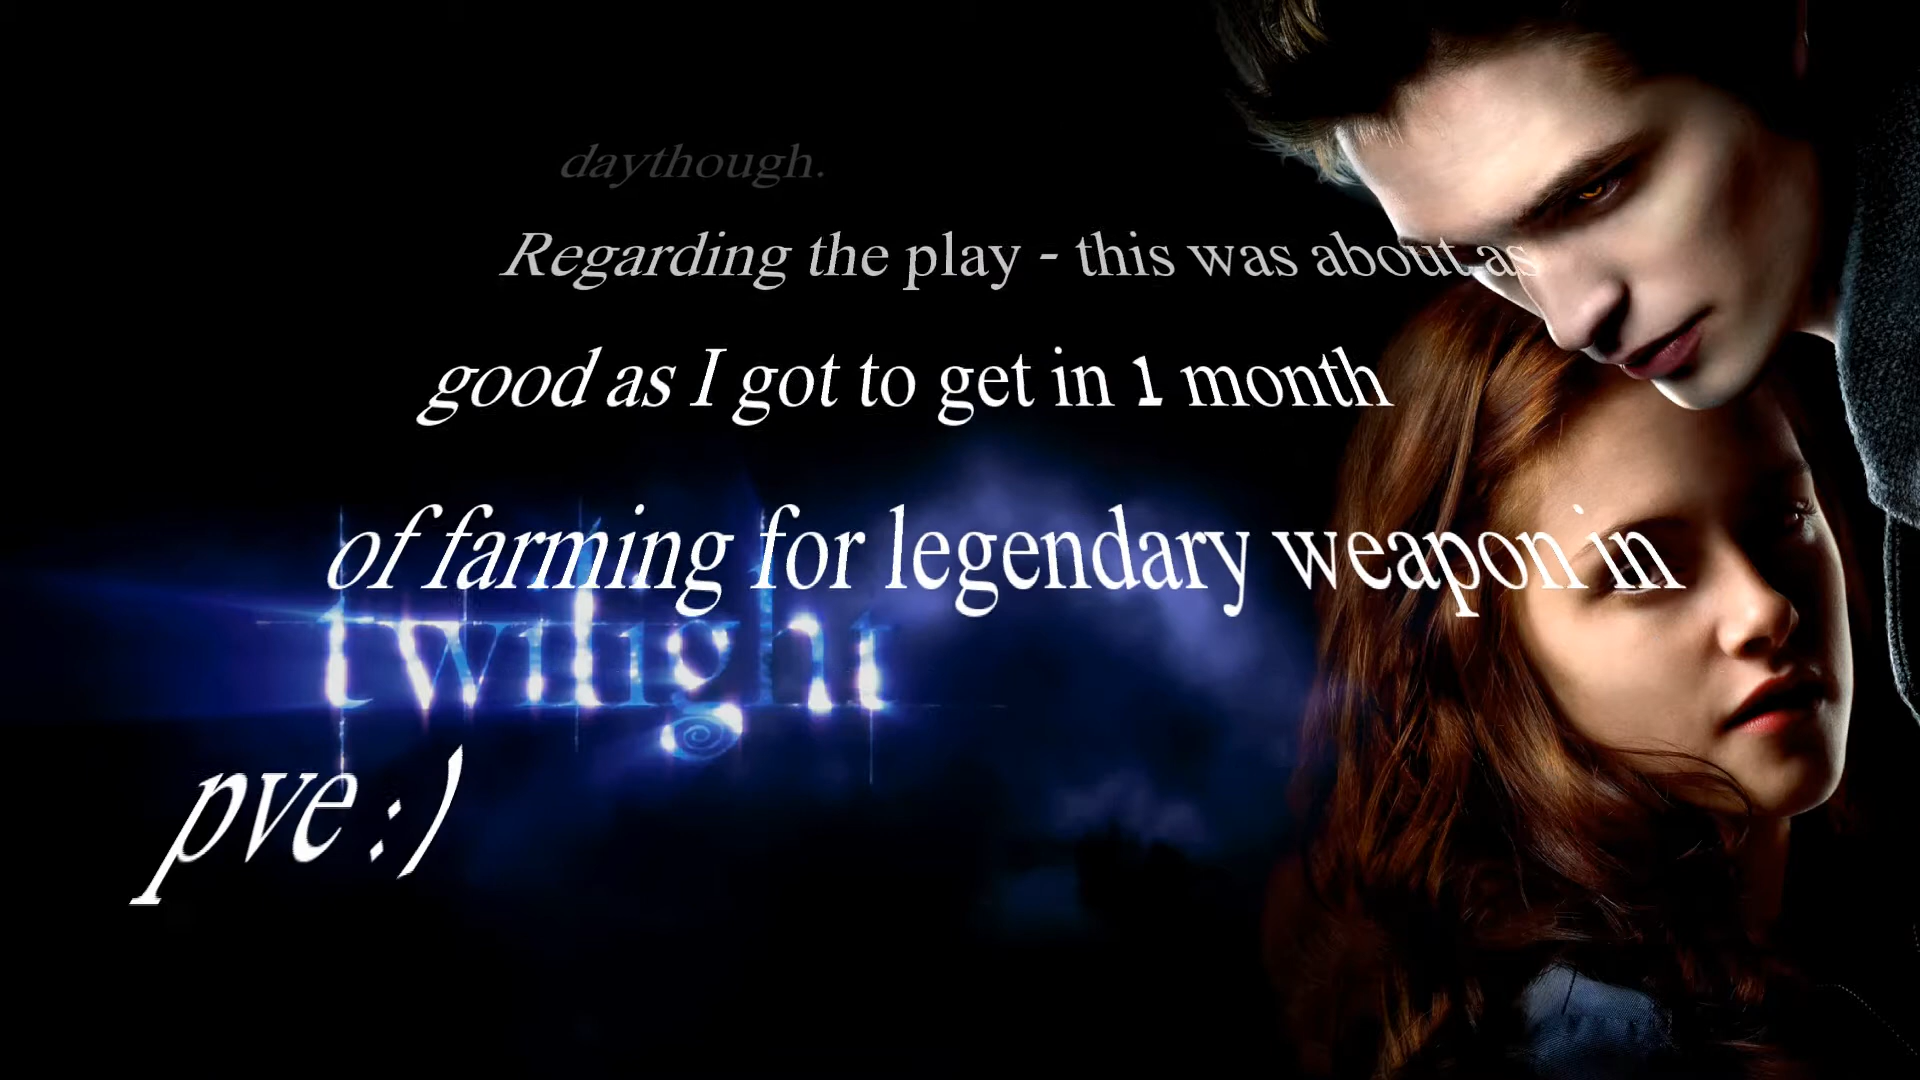 daythough.
Regarding the play - this was about as
good as I got to get in 1 month
of farming for legendary weapon in
twilight
pve :)